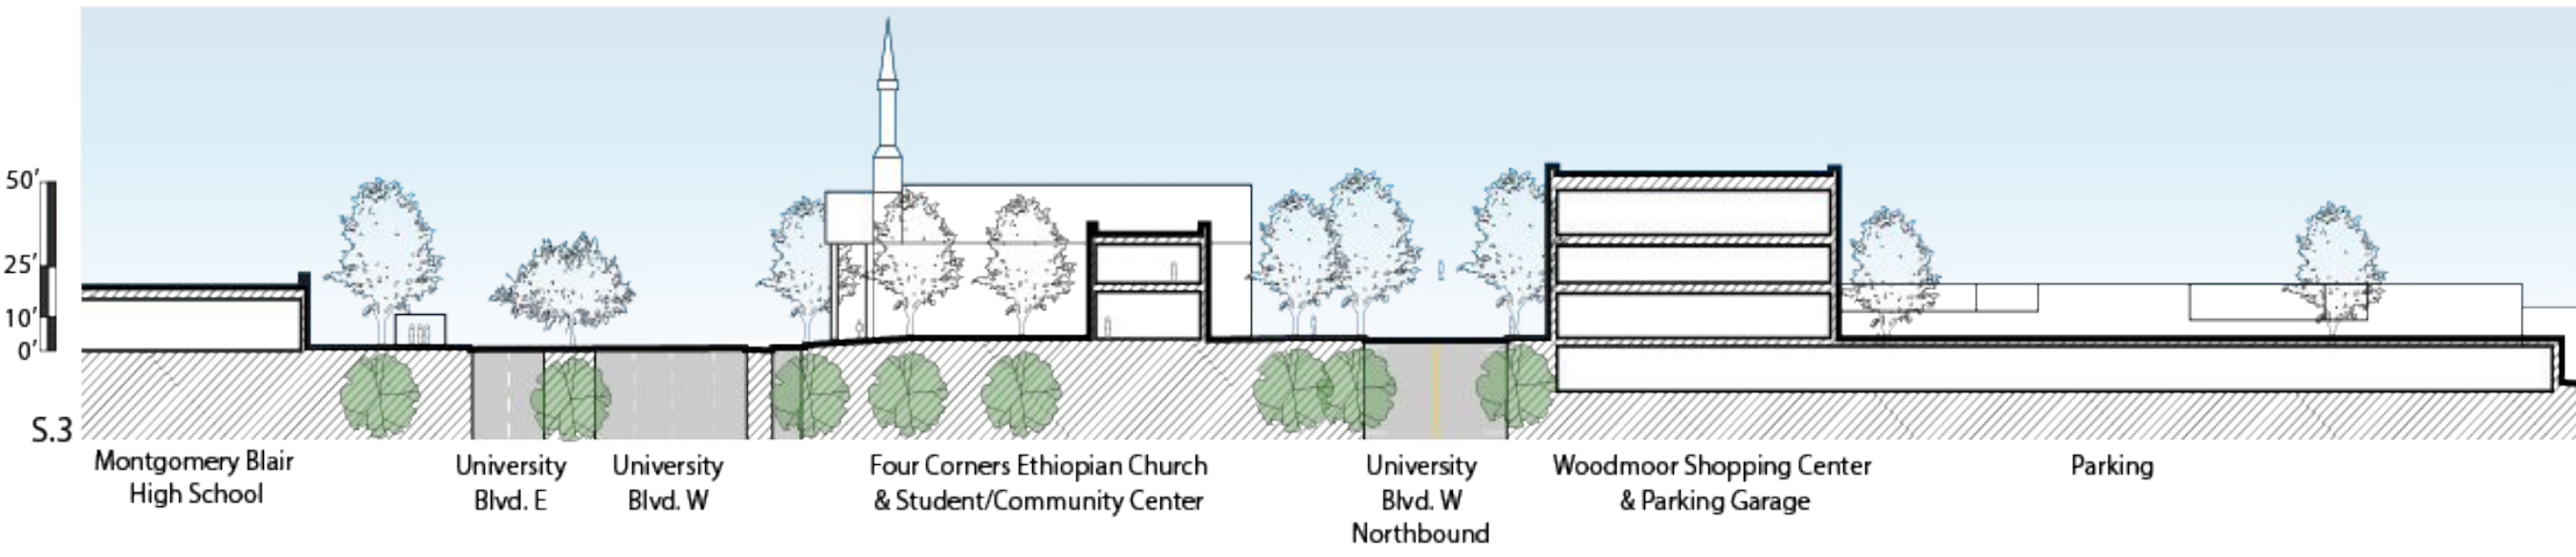 50’
25’
10’
0’
S.3
Montgomery Blair
High School
University
Blvd. E
University
Blvd. W
Four Corners Ethiopian Church
& Student/Community Center
University
Blvd. W
Northbound
Woodmoor Shopping Center
& Parking Garage
Parking